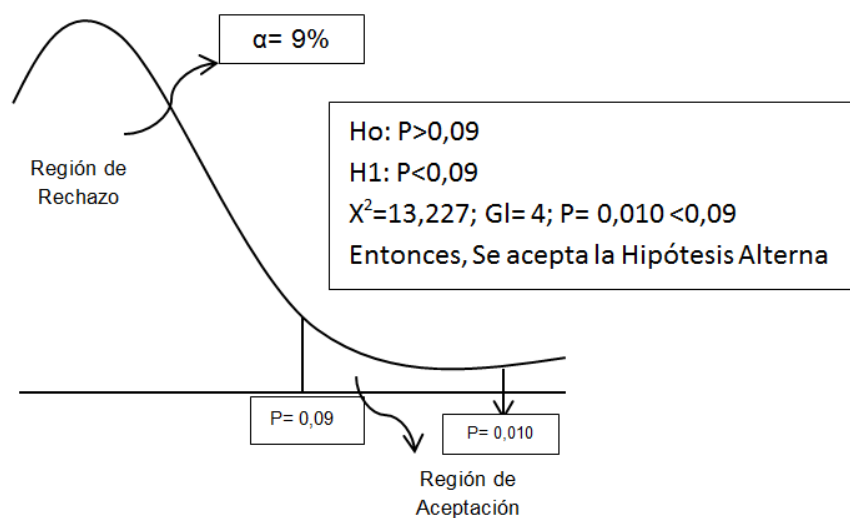 α= 9%
Ho: P>0,09
H1: P<0,09
X²=13,227; Gl= 4; P= 0,010 <0,09
Entonces, Se acepta la Hipótesis Alterna
Región de
Rechazo
P= 0,09
P= 0,010
Región de
Aceptación